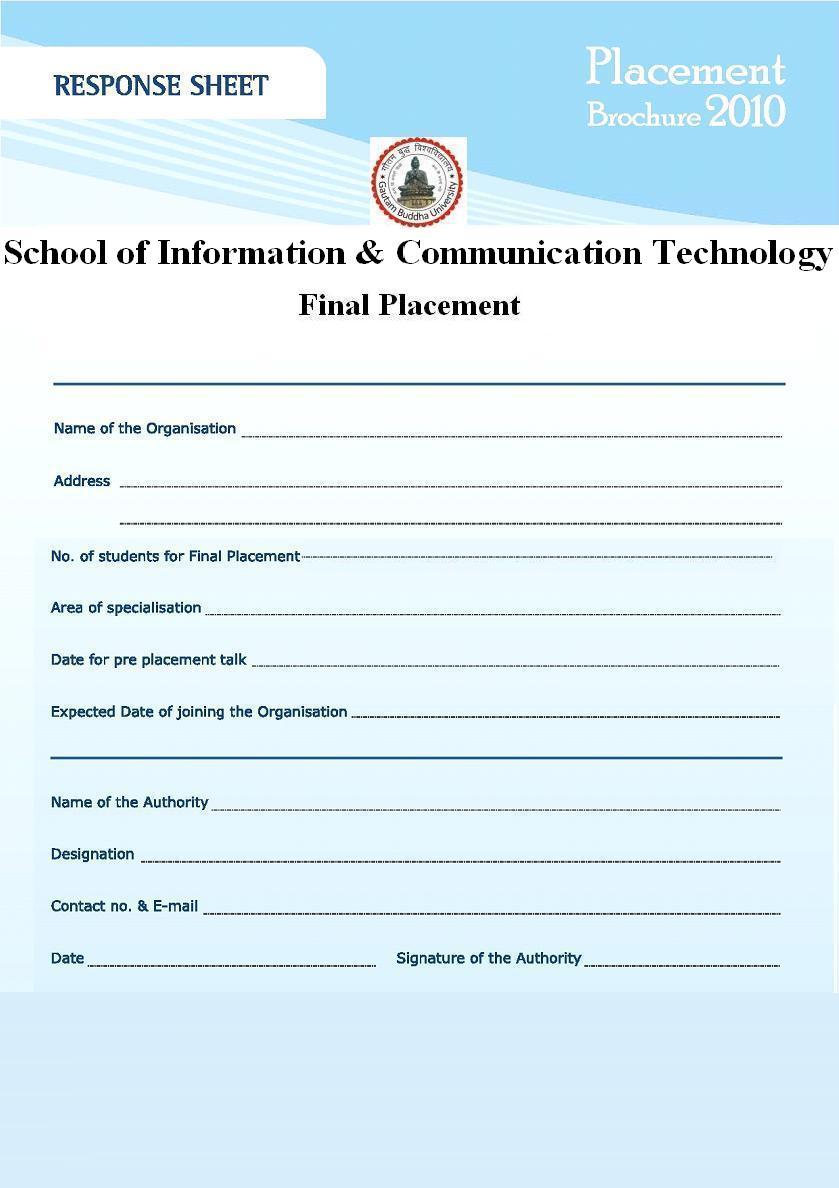 RESPONSE SHEET
Placement
Brochure 2010
गौतम बुद्ध विश्वविद्यालय
Gautam Buddha University
School of Information & Communication Technology
Final Placement
Name of the Organisation
Address
No. of students for Final Placement
Area of specialisation
Date for pre placement talk
Expected Date of joining the Organisation
Name of the Authority
Designation
Contact no. & E-mail
Date Signature of the Authority